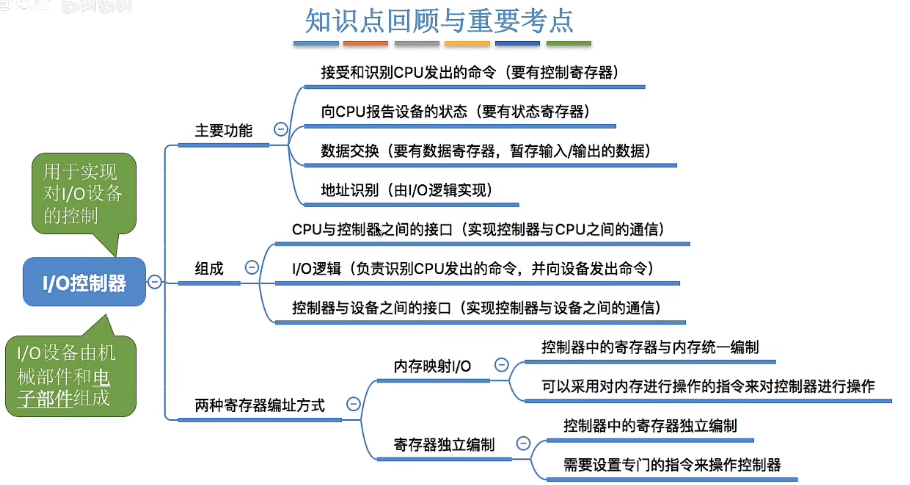 知识点回顾与重要考点
用于实现
对I/O设备
的控制
I/O控制器
I/O设备由机
械部件和电
子部件组成
主要功能
接受和识别CPU发出的命令（要有控制寄存器）
向CPU报告设备的状态（要有状态寄存器）
数据交换（要有数据寄存器，暂存输入/输出的数据）
地址识别（由I/O逻辑实现）
组成
CPU与控制器之间的接口（实现控制器与CPU之间的通信）
I/O逻辑（负责识别CPU发出的命令，并向设备发出命令）
控制器与设备之间的接口（实现控制器与设备之间的通信）
两种寄存器编址方式
内存映射I/O
控制器中的寄存器与内存统一编制
可以采用对内存进行操作的指令来对控制器进行操作
寄存器独立编制
控制器中的寄存器独立编制
需要设置专门的指令来操作控制器